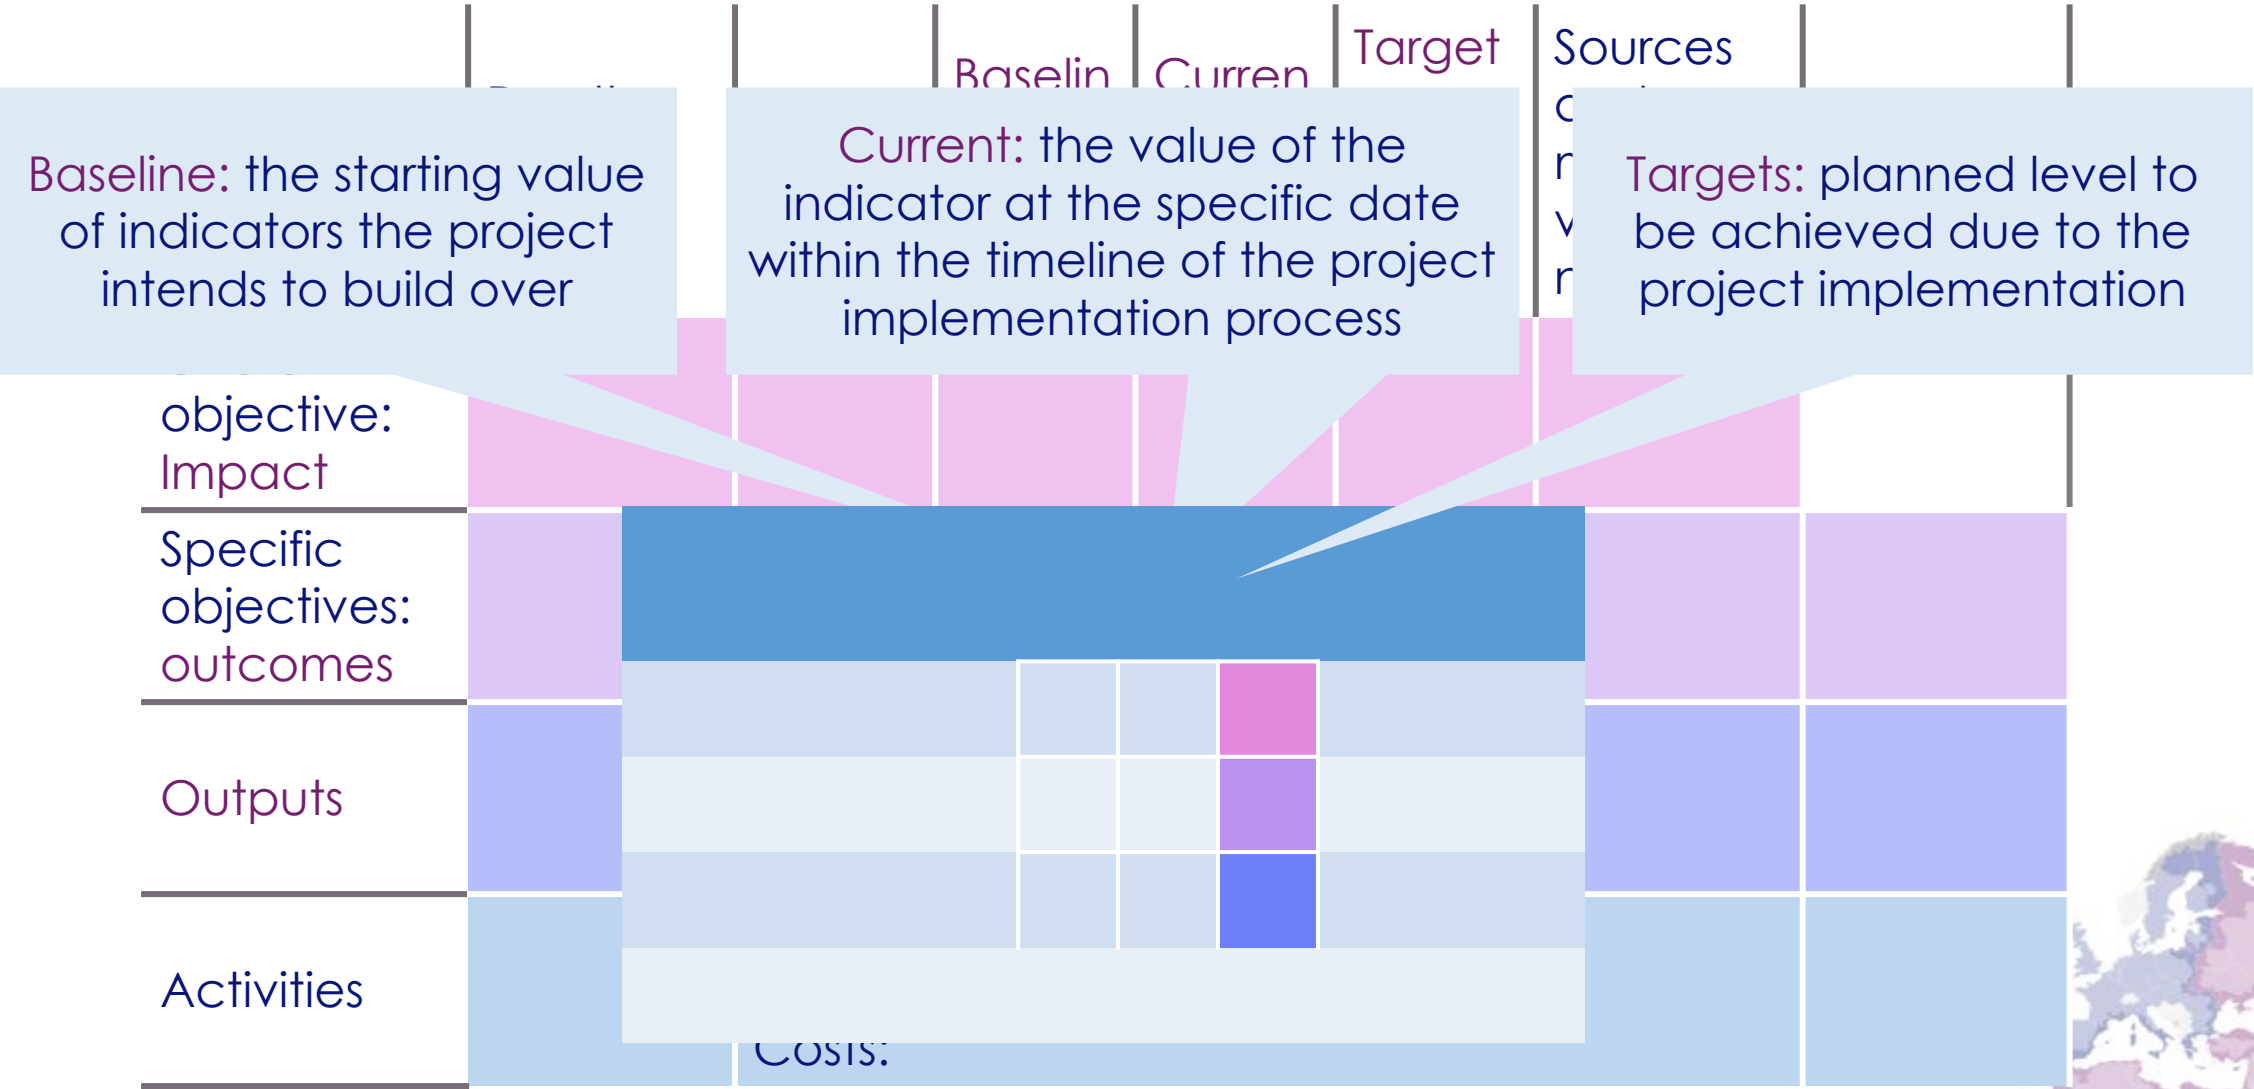 Target
Sources
Baselin
Curren
Baseline: the starting value
of indicators the project
intends to build over
Current: the value of the
indicator at the specific date
within the timeline of the project
implementation process
Targets: planned level to
be achieved due to the
project implementation
objective:
Impact
Specific
objectives:
outcomes
Outputs
Activities
Costs: